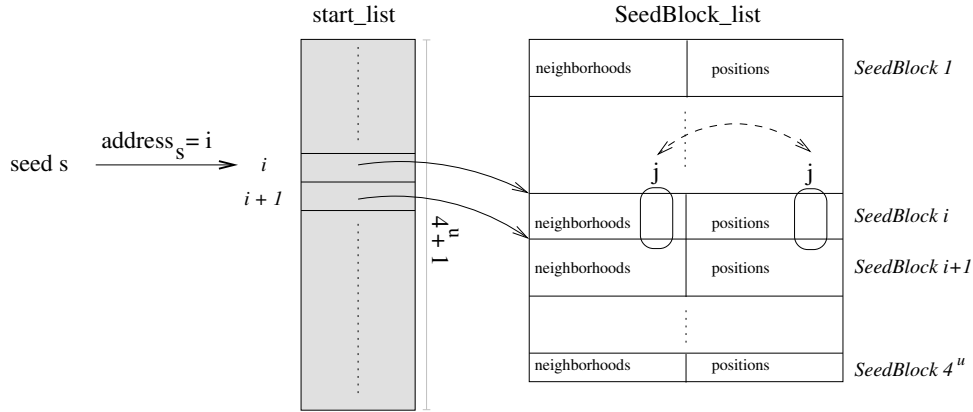 start_list
SeedBlock_list
neighborhoods positions SeedBlock 1
address_s = i
seed s
i
j j
i + 1
neighborhoods positions SeedBlock i
4^u + 1
neighborhoods positions SeedBlock i+1
neighborhoods positions SeedBlock 4^u